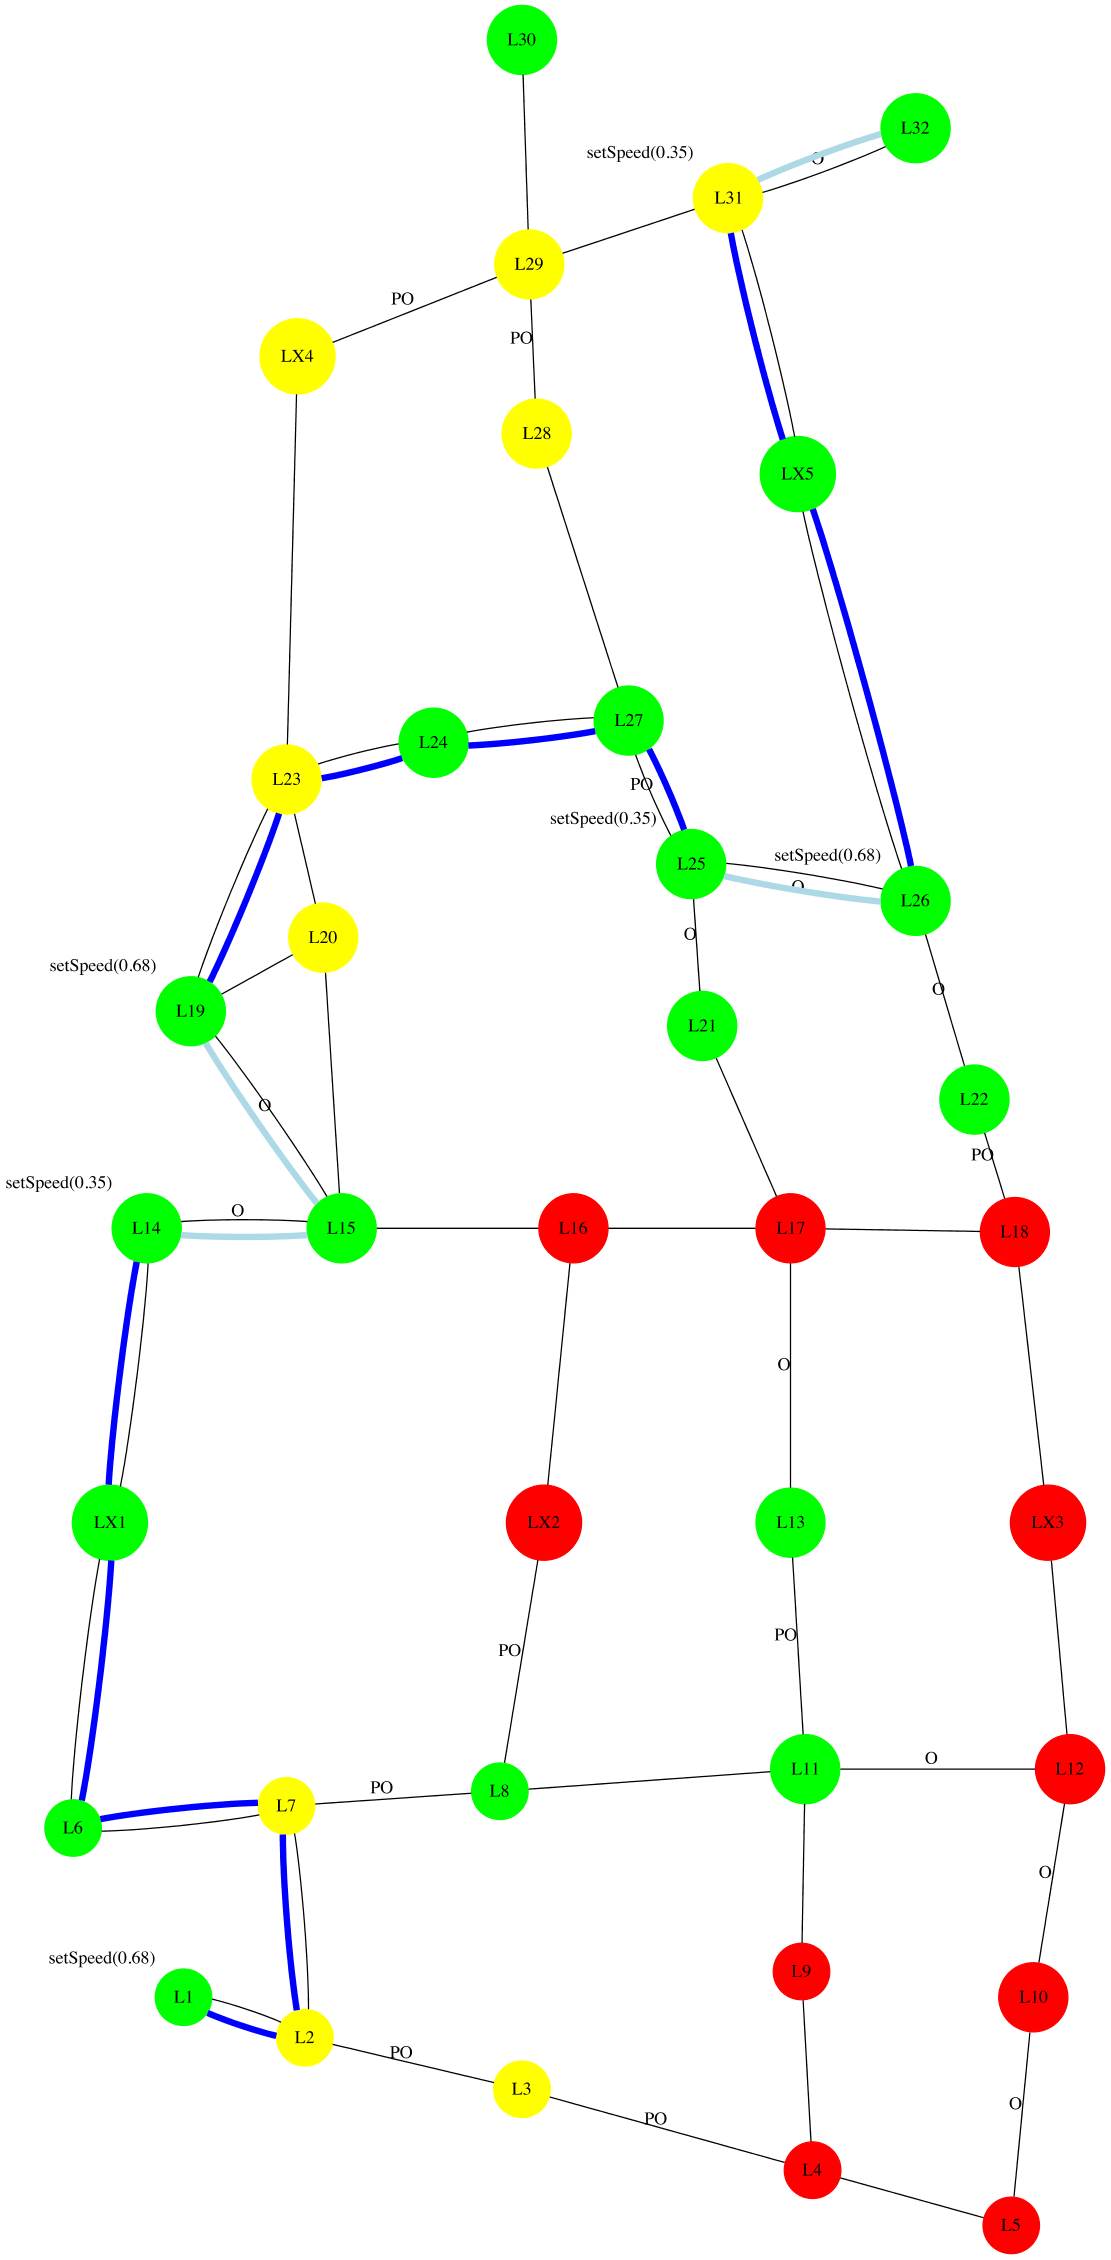 L30
L32
setSpeed(0.35)
O
L31
L29
PO
PO
LX4
L28
LX5
L27
L24
L23
PO
setSpeed(0.35)
setSpeed(0.68)
L25
O
L26
O
L20
setSpeed(0.68)
O
L19
L21
L22
O
PO
setSpeed(0.35)
O
L14
L15
L16
L17
L18
O
LX1
LX2
L13
LX3
PO
PO
O
L11
L12
PO
L8
L7
L6
O
setSpeed(0.68)
L9
L1
L10
L2
PO
L3
O
PO
L4
L5